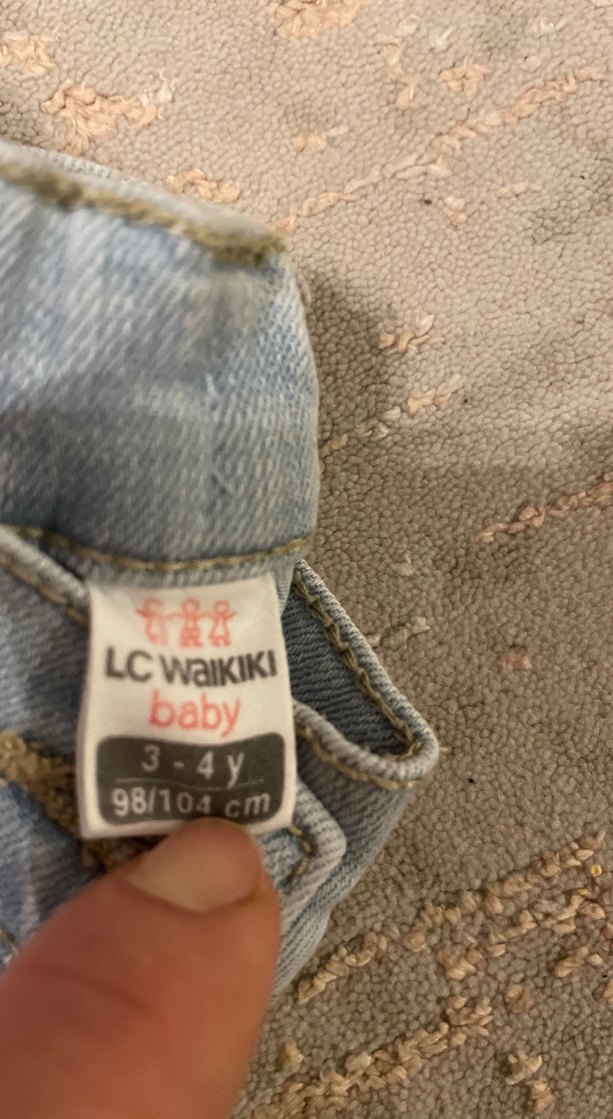 LC WAIKIKI
baby
3 - 4 y
98/104 cm